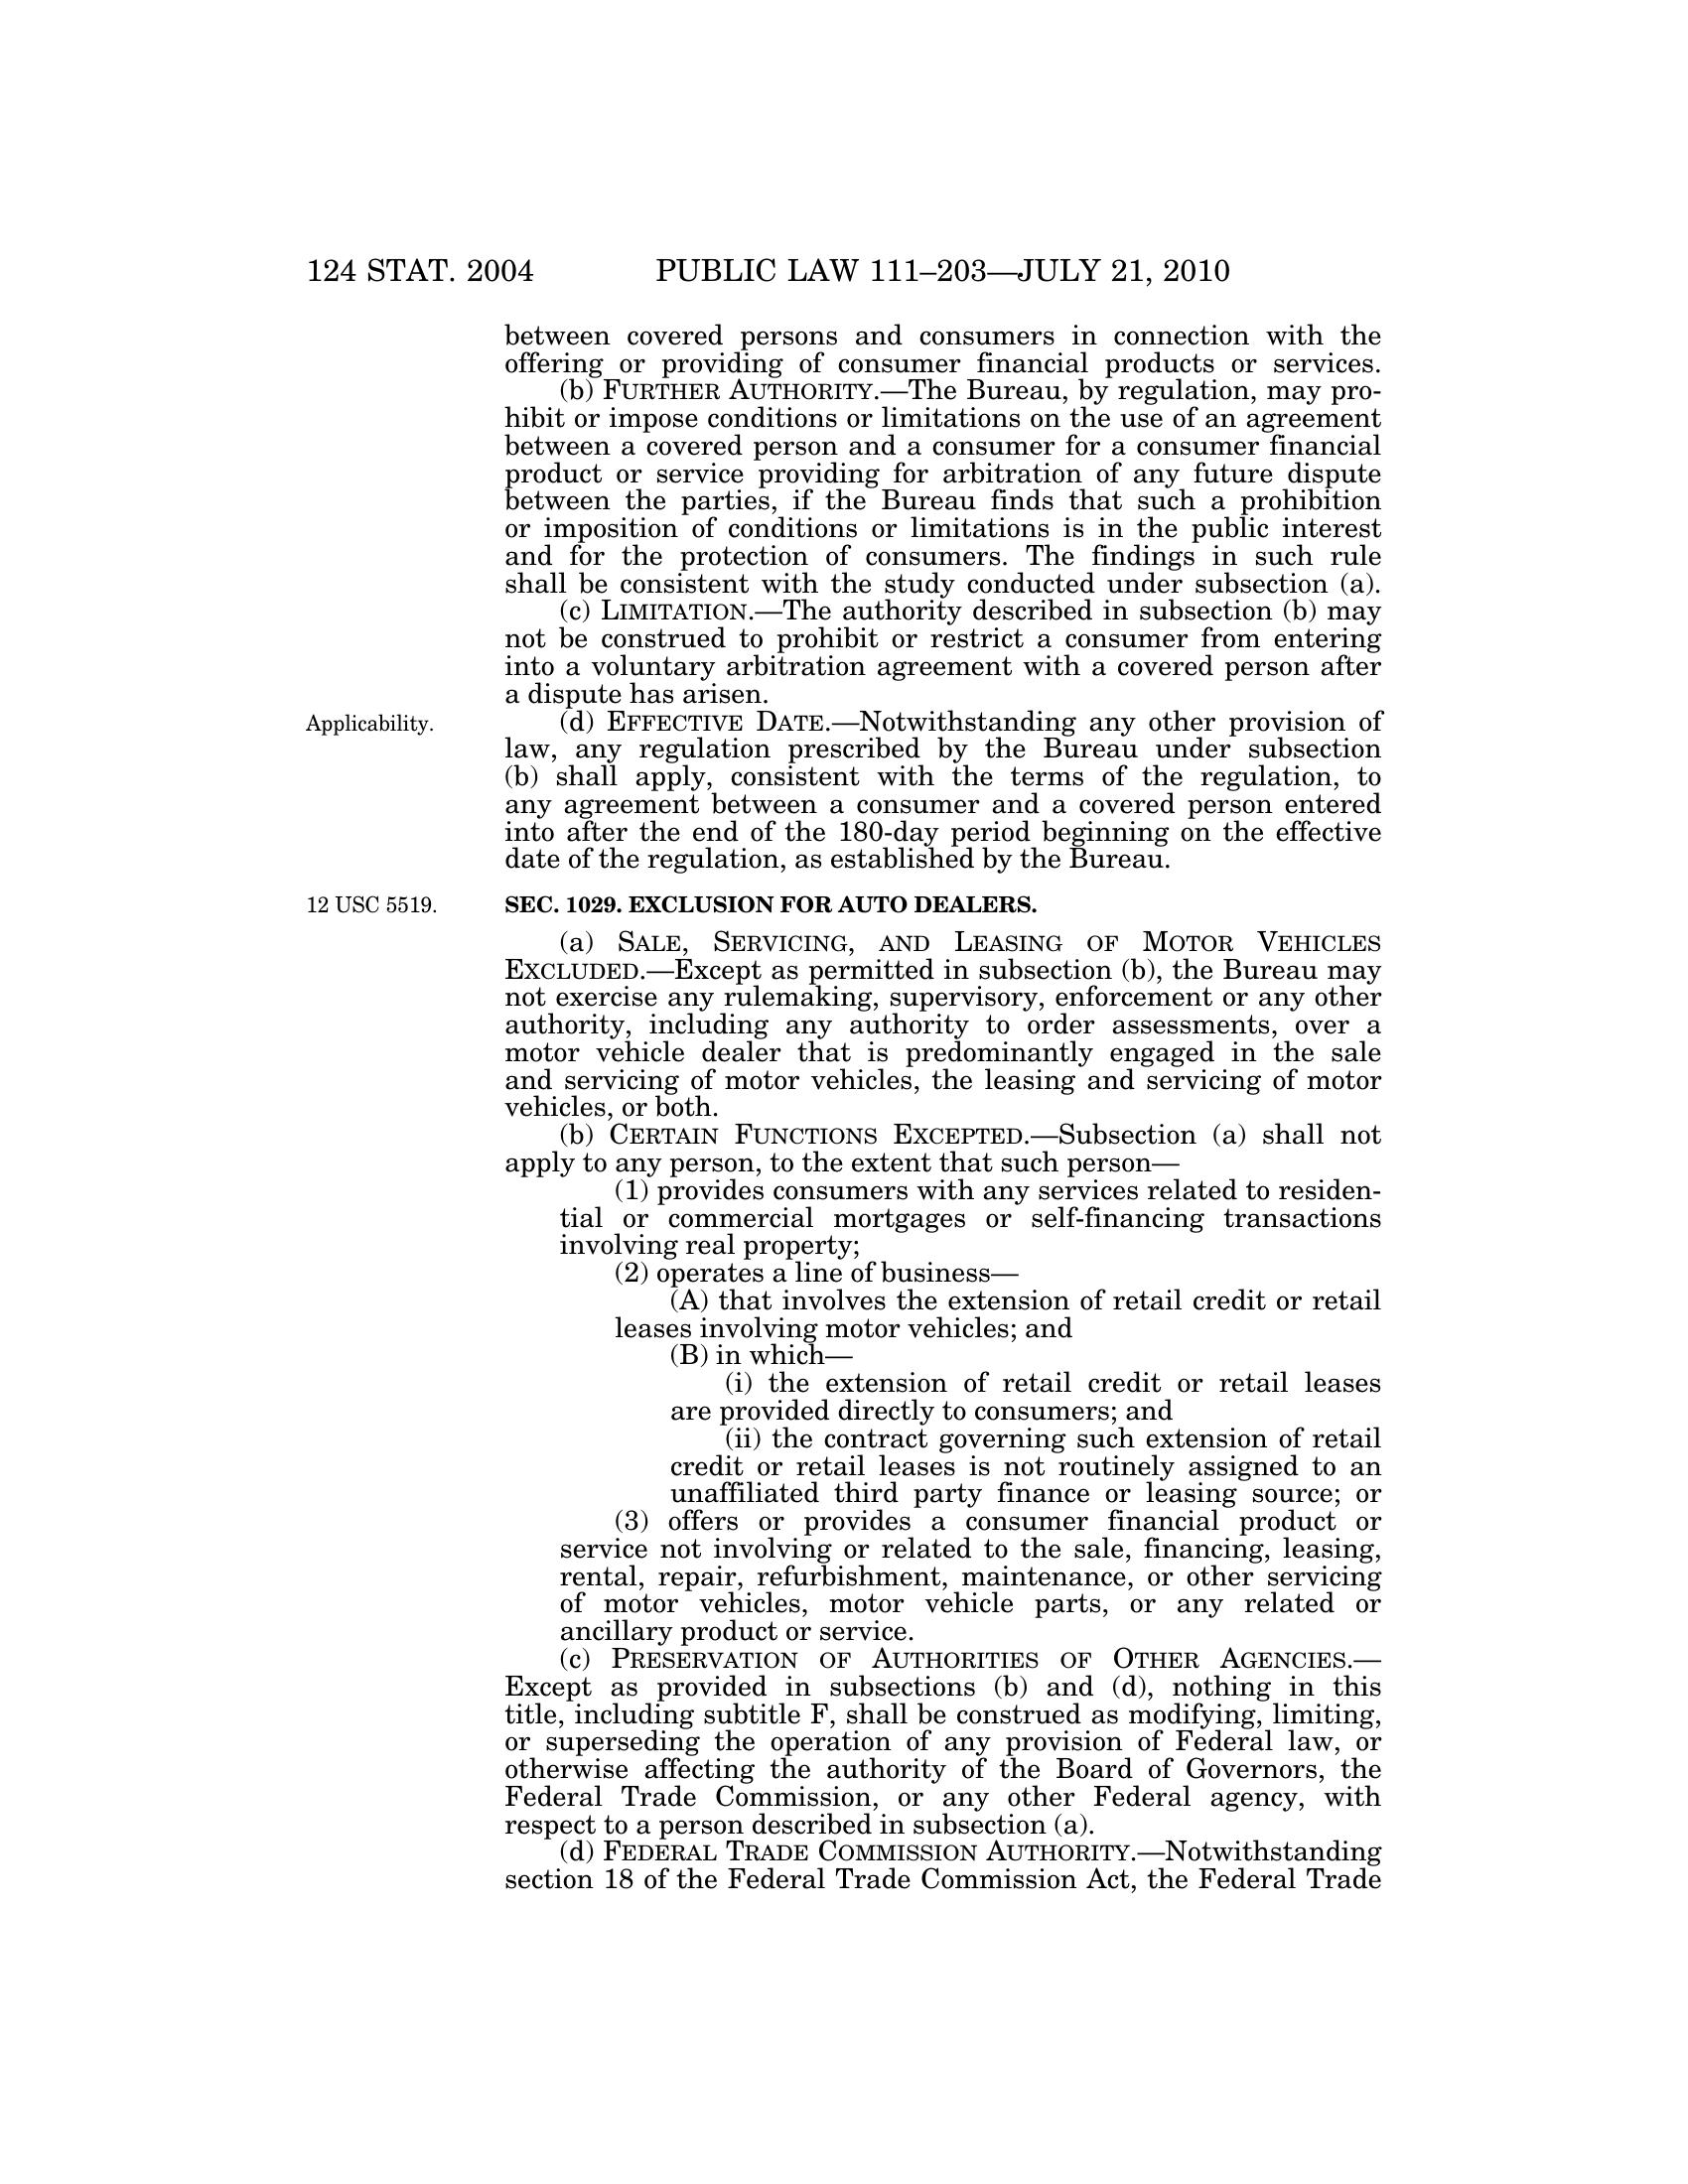 124 STAT. 2004 PUBLIC LAW 111–203—JULY 21, 2010
between covered persons and consumers in connection with the
offering or providing of consumer financial products or services.
(b) FURTHER AUTHORITY.—The Bureau, by regulation, may pro-
hibit or impose conditions or limitations on the use of an agreement
between a covered person and a consumer for a consumer financial
product or service providing for arbitration of any future dispute
between the parties, if the Bureau finds that such a prohibition
or imposition of conditions or limitations is in the public interest
and for the protection of consumers. The findings in such rule
shall be consistent with the study conducted under subsection (a).
(c) LIMITATION.—The authority described in subsection (b) may
not be construed to prohibit or restrict a consumer from entering
into a voluntary arbitration agreement with a covered person after
a dispute has arisen.
Applicability.
(d) EFFECTIVE DATE.—Notwithstanding any other provision of
law, any regulation prescribed by the Bureau under subsection
(b) shall apply, consistent with the terms of the regulation, to
any agreement between a consumer and a covered person entered
into after the end of the 180-day period beginning on the effective
date of the regulation, as established by the Bureau.
12 USC 5519.
SEC. 1029. EXCLUSION FOR AUTO DEALERS.
(a) SALE, SERVICING, AND LEASING OF MOTOR VEHICLES
EXCLUDED.—Except as permitted in subsection (b), the Bureau may
not exercise any rulemaking, supervisory, enforcement or any other
authority, including any authority to order assessments, over a
motor vehicle dealer that is predominantly engaged in the sale
and servicing of motor vehicles, the leasing and servicing of motor
vehicles, or both.
(b) CERTAIN FUNCTIONS EXCEPTED.—Subsection (a) shall not
apply to any person, to the extent that such person—
(1) provides consumers with any services related to residen-
tial or commercial mortgages or self-financing transactions
involving real property;
(2) operates a line of business—
(A) that involves the extension of retail credit or retail
leases involving motor vehicles; and
(B) in which—
(i) the extension of retail credit or retail leases
are provided directly to consumers; and
(ii) the contract governing such extension of retail
credit or retail leases is not routinely assigned to an
unaffiliated third party finance or leasing source; or
(3) offers or provides a consumer financial product or
service not involving or related to the sale, financing, leasing,
rental, repair, refurbishment, maintenance, or other servicing
of motor vehicles, motor vehicle parts, or any related or
ancillary product or service.
(c) PRESERVATION OF AUTHORITIES OF OTHER AGENCIES.—
Except as provided in subsections (b) and (d), nothing in this
title, including subtitle F, shall be construed as modifying, limiting,
or superseding the operation of any provision of Federal law, or
otherwise affecting the authority of the Board of Governors, the
Federal Trade Commission, or any other Federal agency, with
respect to a person described in subsection (a).
(d) FEDERAL TRADE COMMISSION AUTHORITY.—Notwithstanding
section 18 of the Federal Trade Commission Act, the Federal Trade